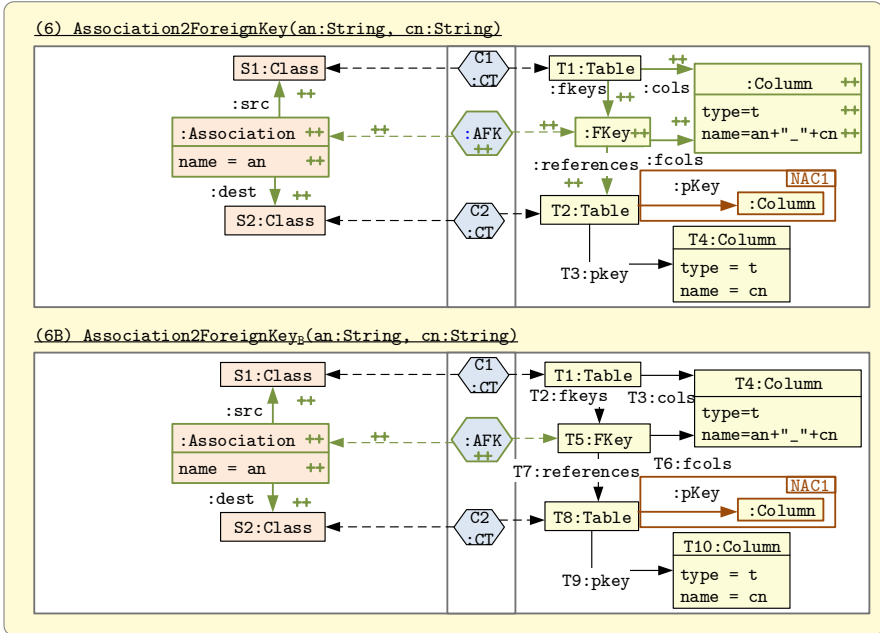 (6) Association2ForeignKey(an:String, cn:String)
S1:Class
C1
:CT
T1:Table
++
:Column ++
:src
++
:fkeys
++
:cols
type=t ++
name=an+"_"+cn ++
:Association ++
name = an
++
:AFK
++
++
:FKey ++
++
:dest
++
:references
++
:fcols
NAC1
:pKey
:Column
S2:Class
C2
:CT
T2:Table
T3:pkey
T4:Column
type = t
name = cn
(6B) Association2ForeignKeyB(an:String, cn:String)
S1:Class
C1
:CT
T1:Table
T4:Column
:src
++
T2:fkeys
T3:cols
type=t
name=an+"_"+cn
:Association ++
name = an ++
++
:AFK
++
T5:FKey
:dest
++
T7:references
T6:fcols
NAC1
:pKey
:Column
S2:Class
C2
:CT
T8:Table
T9:pkey
T10:Column
type = t
name = cn